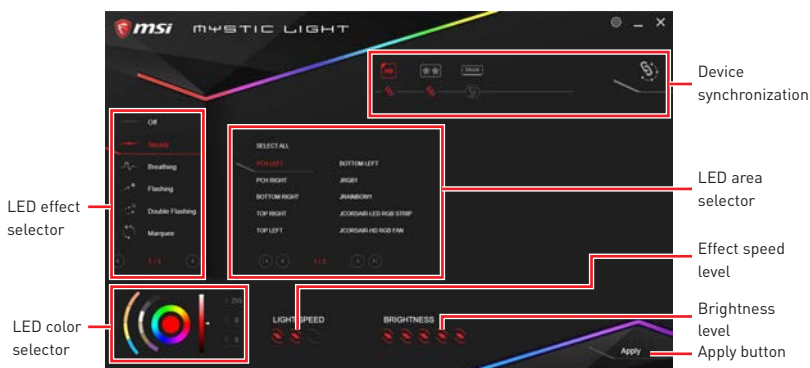 msi MYSTIC LIGHT
Device
synchronization
Off
Steady
Breathing
Flashing
Double Flashing
Marquee
1/4
LED effect
selector
SELECT ALL
PCH LEFT
BOTTOM LEFT
PCH RIGHT
JRGB1
BOTTOM RIGHT
JRAINBOW1
TOP RIGHT
JCORSAIR-LED RGB STRIP
TOP LEFT
JCORSAIR-HD RGB FAN
1/2
LED area
selector
Effect speed
level
LED color
selector
255
0
0
LIGHT SPEED
BRIGHTNESS
Brightness
level
Apply
Apply button